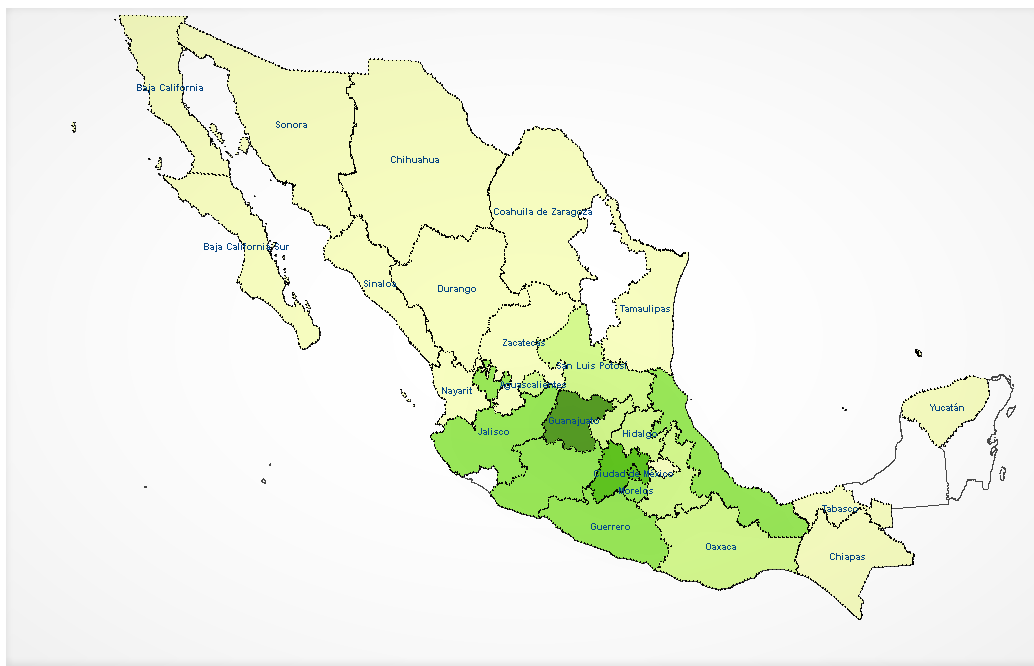 Baja California
Sonora
Chihuahua
Coahuila de Zaragoza
Baja California Sur
Sinaloa
Durango
Tamaulipas
Zacatecas
San Luis Potosí
Aguascalientes
Nayarit
Yucatán
Guanajuato
Jalisco
Hidalgo
Ciudad de México
Morelos
Tabasco
Guerrero
Oaxaca
Chiapas